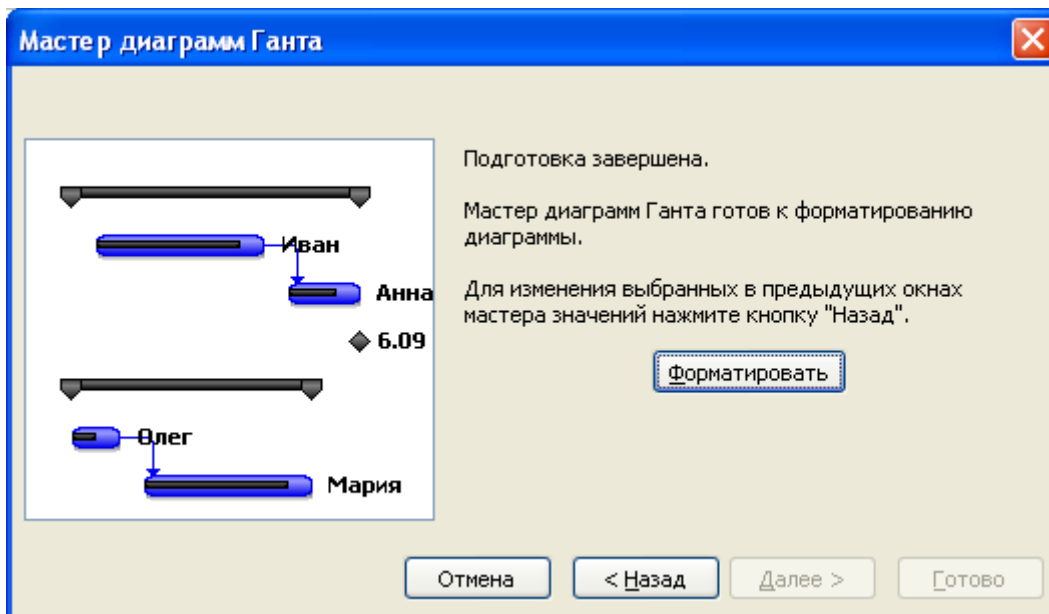 Мастер диаграмм Ганта
Подготовка завершена.
Мастер диаграмм Ганта готов к форматированию
диаграммы.
Для изменения выбранных в предыдущих окнах
мастера значений нажмите кнопку "Назад".
Форматировать
Иван
Анна
6.09
Олег
Мария
Отмена
< Назад
Далее >
Готово